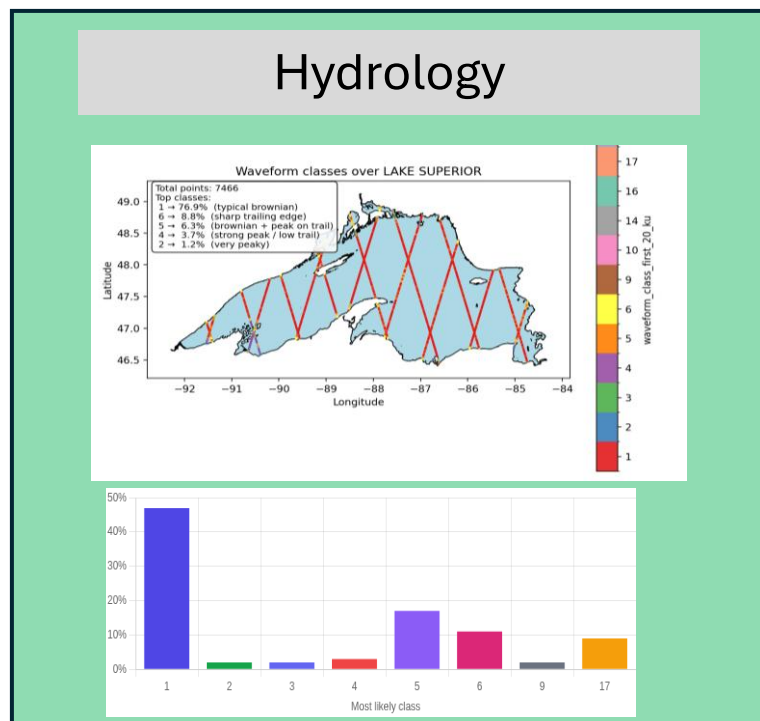 Hydrology
Waveform classes over LAKE SUPERIOR
Total points: 7466
Top classes:
1 → 76.9% (typical brownian)
6 → 8.8% (sharp trailing edge)
5 → 6.3% (brownian + peak on trail)
4 → 3.7% (strong peak / low trail)
2 → 1.2% (very peaky)
49.0
48.5
48.0
47.5
47.0
46.5
Latitude
−92 −91 −90 −89 −88 −87 −86 −85 −84
Longitude
17
16
14
10
9
6
5
4
3
2
1
waveform_class_first_20_ku
50%
40%
30%
20%
10%
0%
1 2 3 4 5 6 9 17
Most likely class